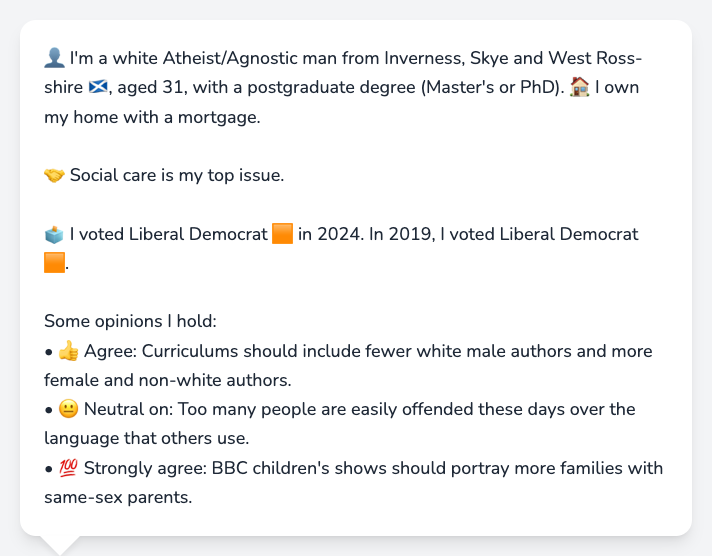 👤 I'm a white Atheist/Agnostic man from Inverness, Skye and West Ross-
shire 🏴󠁧󠁢󠁳󠁣󠁴󠁿, aged 31, with a postgraduate degree (Master's or PhD). 🏠 I own
my home with a mortgage.
🤝 Social care is my top issue.
🗳️ I voted Liberal Democrat 🟧 in 2024. In 2019, I voted Liberal Democrat
🟧.
Some opinions I hold:
• 👍 Agree: Curriculums should include fewer white male authors and more
female and non-white authors.
• 😐 Neutral on: Too many people are easily offended these days over the
language that others use.
• 💯 Strongly agree: BBC children's shows should portray more families with
same-sex parents.